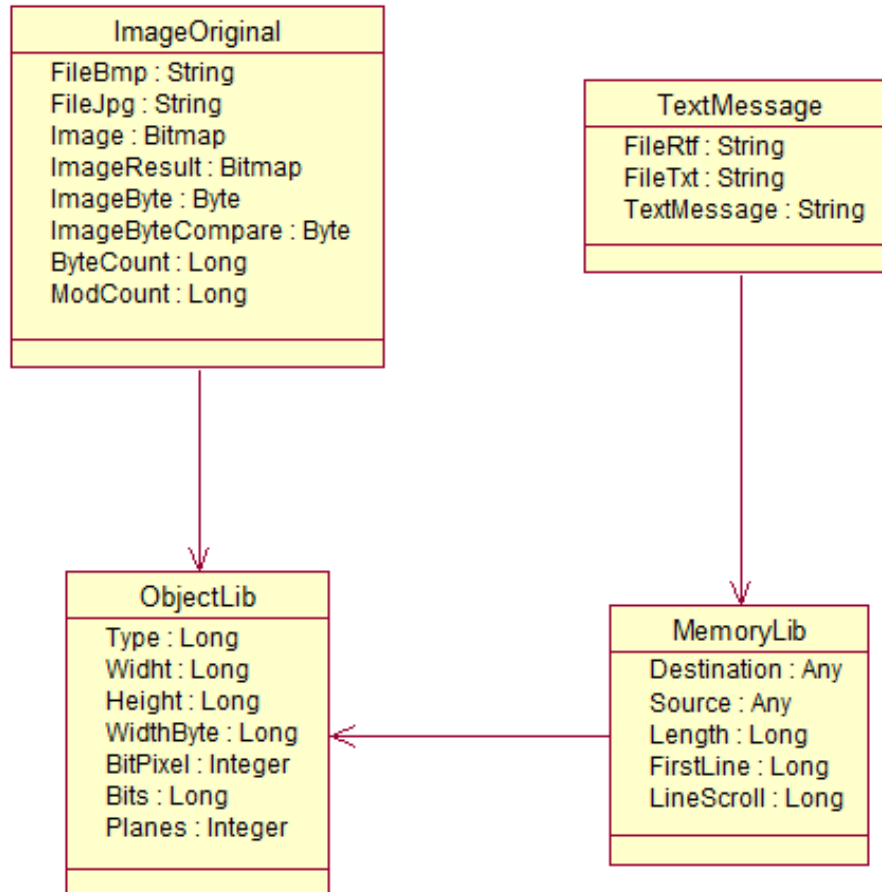 ImageOriginal
FileBmp : String
FileJpg : String
Image : Bitmap
ImageResult : Bitmap
ImageByte : Byte
ImageByteCompare : Byte
ByteCount : Long
ModCount : Long
TextMessage
FileRtf : String
FileTxt : String
TextMessage : String
ObjectLib
Type : Long
Widht : Long
Height : Long
WidthByte : Long
BitPixel : Integer
Bits : Long
Planes : Integer
MemoryLib
Destination : Any
Source : Any
Length : Long
FirstLine : Long
LineScroll : Long